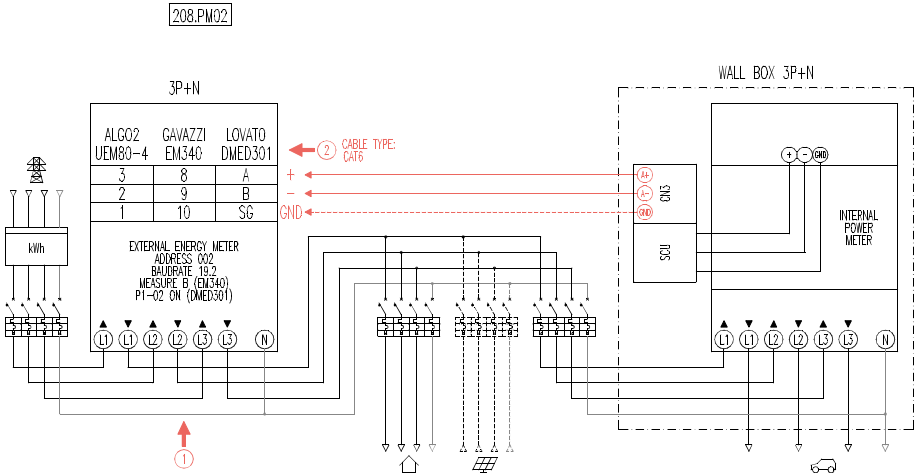 208.PM02
3P+N
WALL BOX 3P+N
ALGO2 GAVAZZI LOVATO
UEM80-4 EM340 DMED301
2 CABLE TYPE:
CAT6
3 8 A +
2 9 B −
1 10 SG GND
A+
A-
GND
CN3
SCU
+ − GND
INTERNAL
POWER
METER
kWh
EXTERNAL ENERGY METER
ADDRESS 002
BAUDRATE 19.2
MEASURE B (EM340)
P1-02 ON (DMED301)
L1 L1 L2 L2 L3 L3 N
L1 L1 L2 L2 L3 L3 N
1